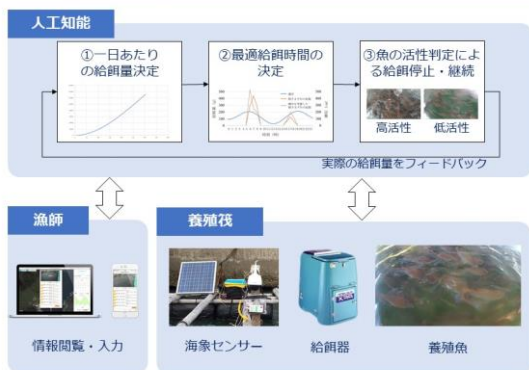 人工知能
①一日あたり
の給餌量決定
②最適給餌時間の
決定
③魚の活性判定によ
る給餌停止・継続
高活性
低活性
実際の給餌量をフィードバック
漁師
情報閲覧・入力
養殖筏
海象センサー
給餌器
養殖魚